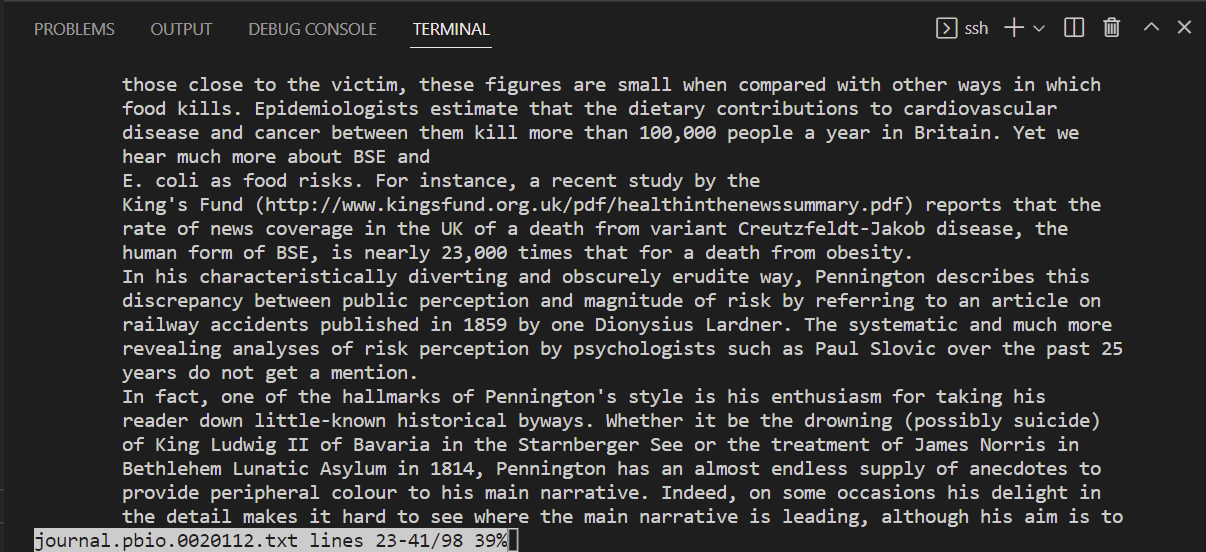 PROBLEMS OUTPUT DEBUG CONSOLE TERMINAL ssh
those close to the victim, these figures are small when compared with other ways in which
food kills. Epidemiologists estimate that the dietary contributions to cardiovascular
disease and cancer between them kill more than 100,000 people a year in Britain. Yet we
hear much more about BSE and
E. coli as food risks. For instance, a recent study by the
King's Fund (http://www.kingsfund.org.uk/pdf/healthinthenewssummary.pdf) reports that the
rate of news coverage in the UK of a death from variant Creutzfeldt-Jakob disease, the
human form of BSE, is nearly 23,000 times that for a death from obesity.
In his characteristically diverting and obscurely erudite way, Pennington describes this
discrepancy between public perception and magnitude of risk by referring to an article on
railway accidents published in 1859 by one Dionysius Lardner. The systematic and much more
revealing analyses of risk perception by psychologists such as Paul Slovic over the past 25
years do not get a mention.
In fact, one of the hallmarks of Pennington's style is his enthusiasm for taking his
reader down little-known historical byways. Whether it be the drowning (possibly suicide)
of King Ludwig II of Bavaria in the Starnberger See or the treatment of James Norris in
Bethlehem Lunatic Asylum in 1814, Pennington has an almost endless supply of anecdotes to
provide peripheral colour to his main narrative. Indeed, on some occasions his delight in
the detail makes it hard to see where the main narrative is leading, although his aim is to
journal.pbio.0020112.txt lines 23-41/98 39%